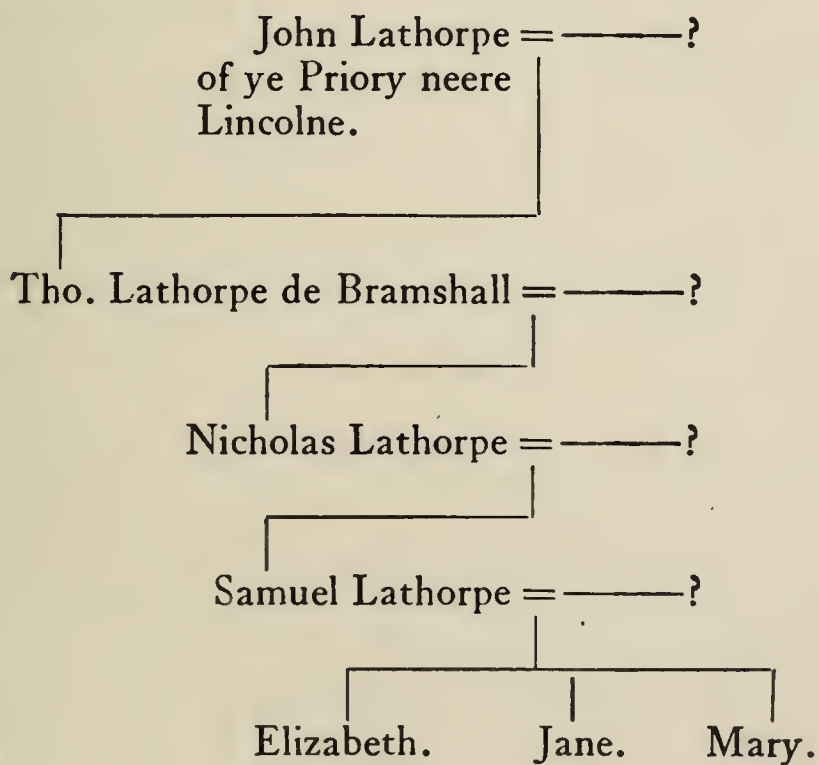 John Lathorpe = ———?
of ye Priory neere
Lincolne.
Tho. Lathorpe de Bramshall = ———?
Nicholas Lathorpe = ———?
Samuel Lathorpe = ———?
Elizabeth. Jane. Mary.